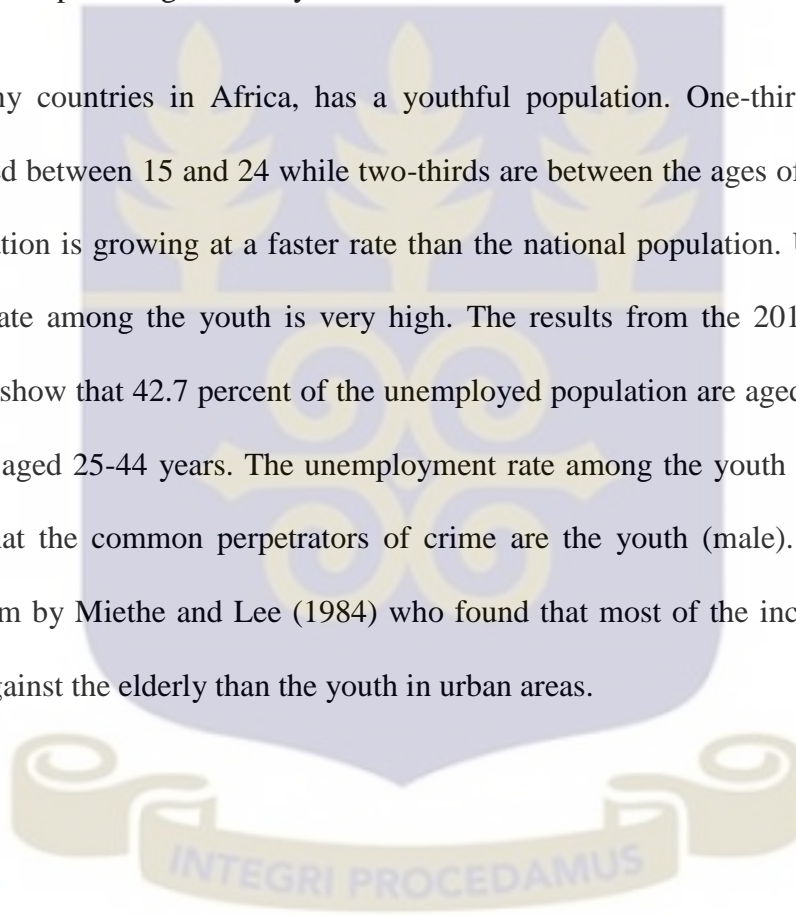 ny countries in Africa, has a youthful population. One-thir
d between 15 and 24 while two-thirds are between the ages of
ation is growing at a faster rate than the national population.
ate among the youth is very high. The results from the 201
show that 42.7 percent of the unemployed population are aged
aged 25-44 years. The unemployment rate among the youth
at the common perpetrators of crime are the youth (male).
m by Miethe and Lee (1984) who found that most of the inc
gainst the elderly than the youth in urban areas.
INTEGRI PROCEDAMUS